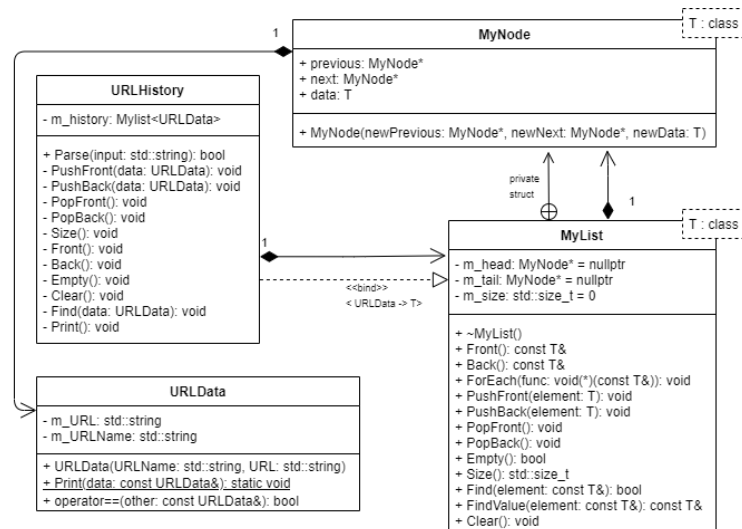 1
MyNode
T : class
+ previous: MyNode*
+ next: MyNode*
+ data: T
+ MyNode(newPrevious: MyNode*, newNext: MyNode*, newData: T)
URLHistory
- m_history: Mylist<URLData>
+ Parse(input: std::string): bool
- PushFront(data: URLData): void
- PushBack(data: URLData): void
- PopFront(): void
- PopBack(): void
- Size(): void
- Front(): void
- Back(): void
- Empty(): void
- Clear(): void
- Find(data: URLData): void
- Print(): void
private
struct
1
1
<<bind>>
< URLData -> T>
MyList
T : class
- m_head: MyNode* = nullptr
- m_tail: MyNode* = nullptr
- m_size: std::size_t = 0
+ ~MyList()
+ Front(): const T&
+ Back(): const T&
+ ForEach(func: void(*)(const T&)): void
+ PushFront(element: T): void
+ PushBack(element: T): void
+ PopFront(): void
+ PopBack(): void
+ Empty(): bool
+ Size(): std::size_t
+ Find(element: const T&): bool
+ FindValue(element: const T&): const T&
+ Clear(): void
URLData
- m_URL: std::string
- m_URLName: std::string
+ URLData(URLName: std::string, URL: std::string)
+ Print(data: const URLData&): static void
+ operator==(other: const URLData&): bool